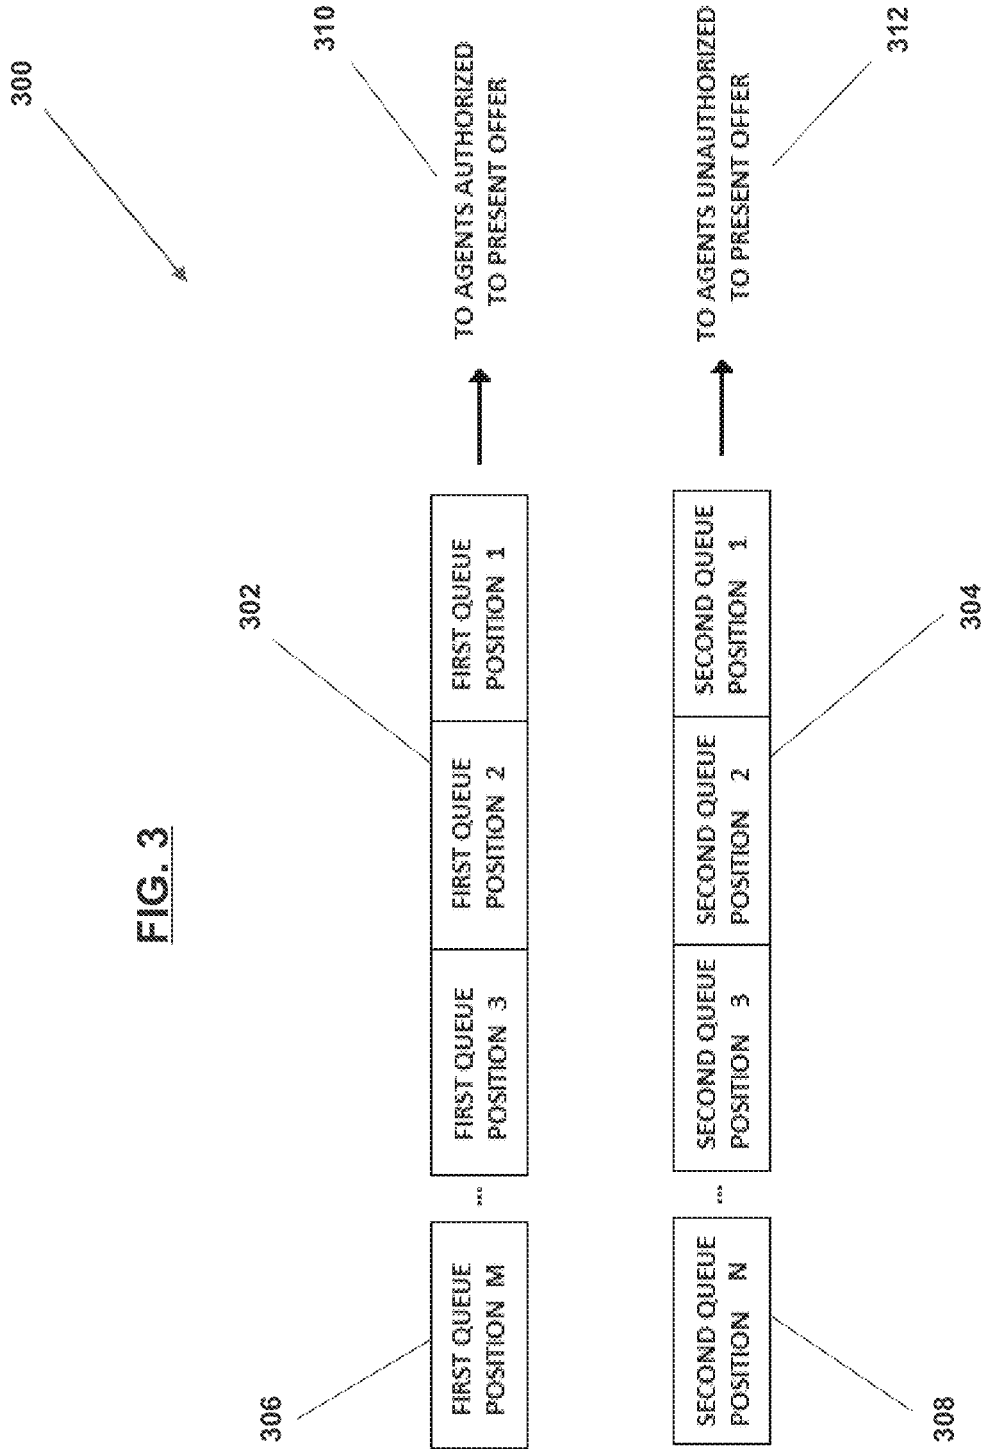 300
FIG. 3
310
302
306
FIRST QUEUE
POSITION M
...
FIRST QUEUE
POSITION 3
FIRST QUEUE
POSITION 2
FIRST QUEUE
POSITION 1
TO AGENTS AUTHORIZED
TO PRESENT OFFER
SECOND QUEUE
POSITION N
...
SECOND QUEUE
POSITION 3
SECOND QUEUE
POSITION 2
SECOND QUEUE
POSITION 1
TO AGENTS UNAUTHORIZED
TO PRESENT OFFER
308
304
312